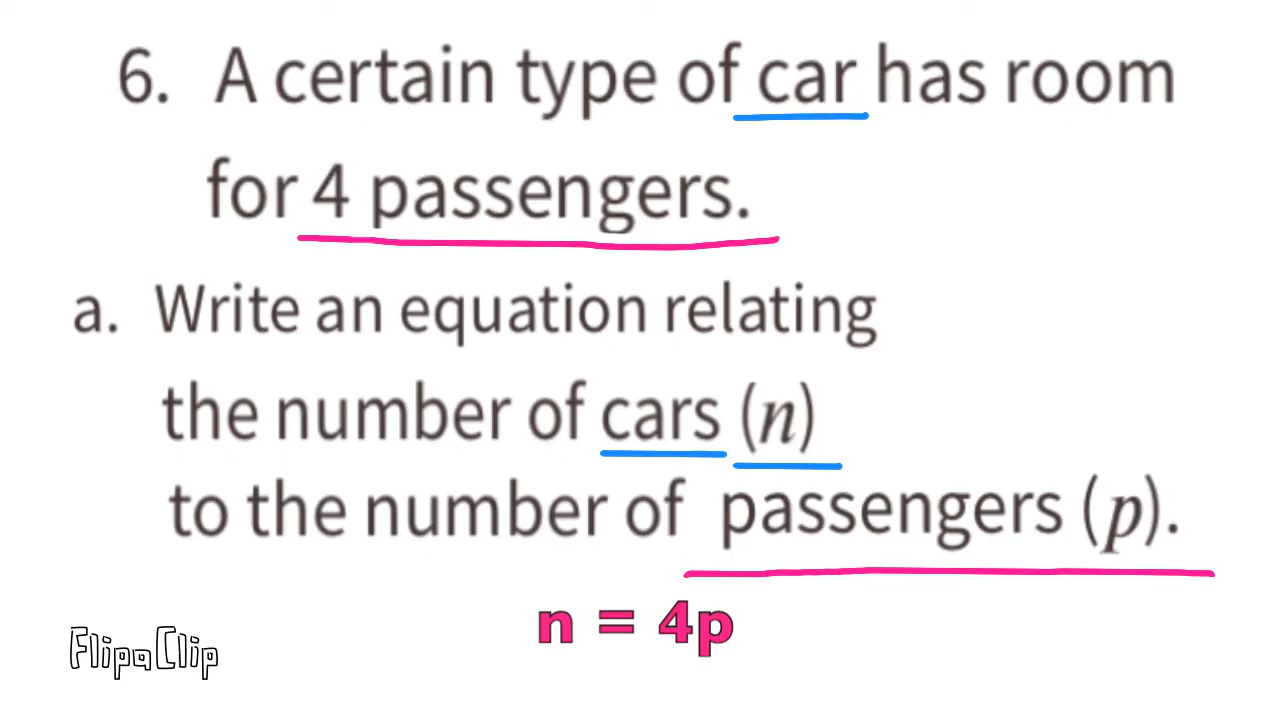 6. A certain type of car has room
for 4 passengers.
a. Write an equation relating
the number of cars (n)
to the number of passengers (p).
n = 4p
FlipaClip